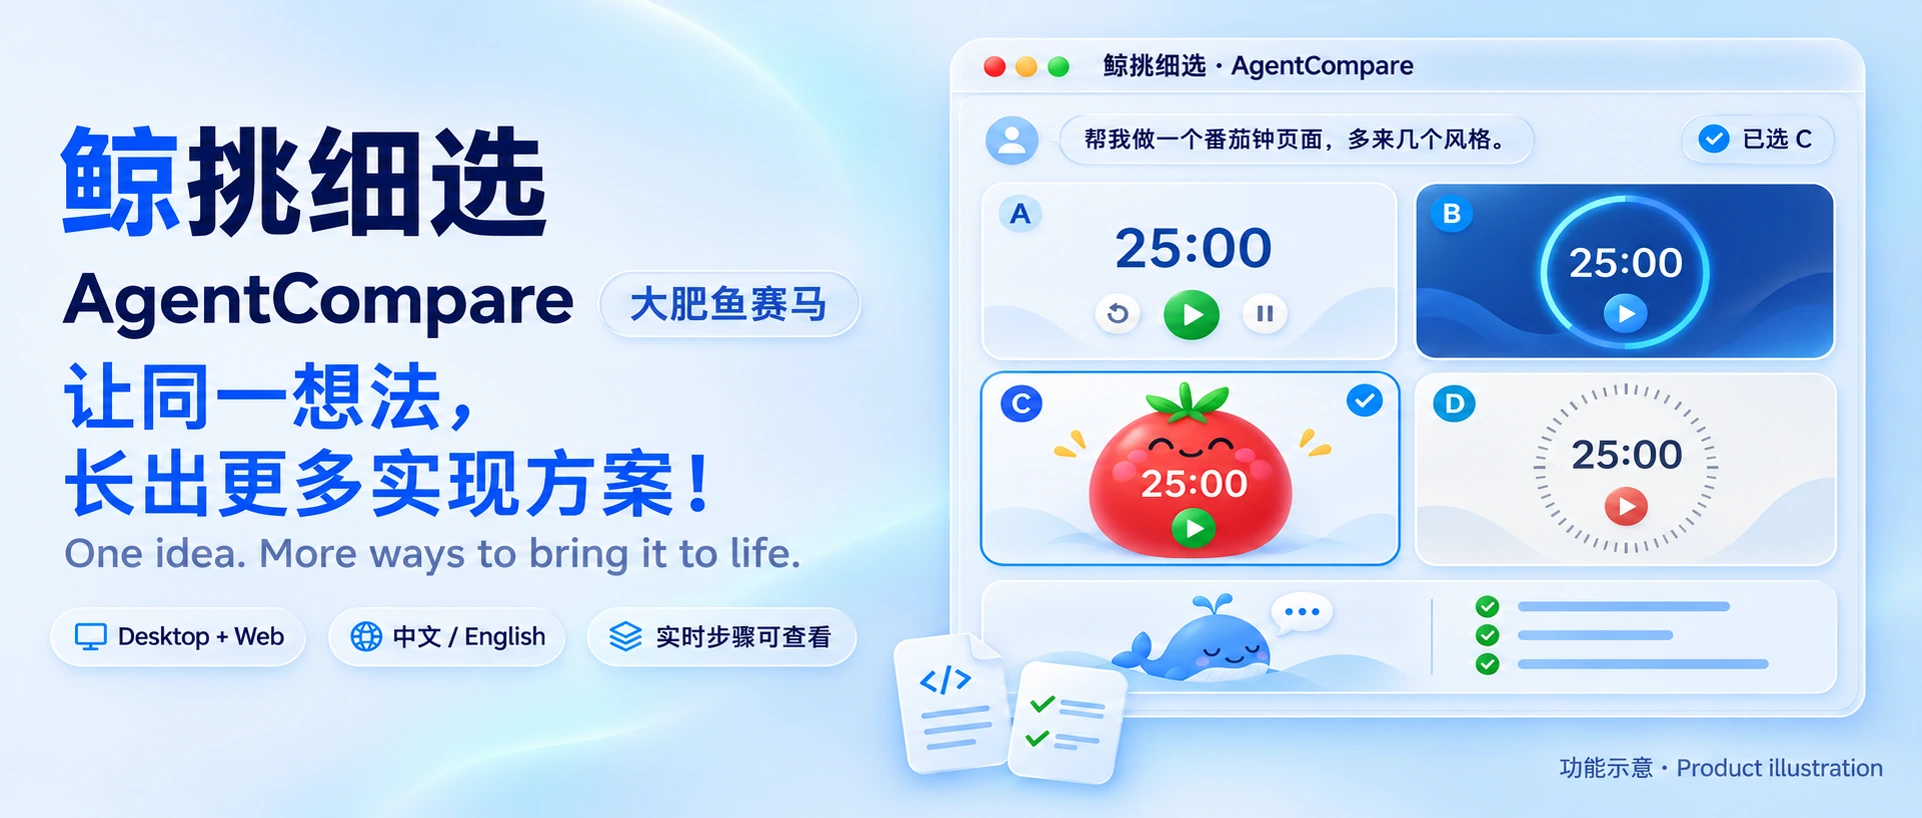 鲸挑细选
AgentCompare
大肥鱼赛马
让同一想法，
长出更多实现方案！
One idea. More ways to bring it to life.
Desktop + Web
中文 / English
实时步骤可查看
鲸挑细选 · AgentCompare
帮我做一个番茄钟页面，多来几个风格。
已选 C
A
25:00
B
25:00
C
25:00
D
25:00
</>
功能示意 · Product illustration